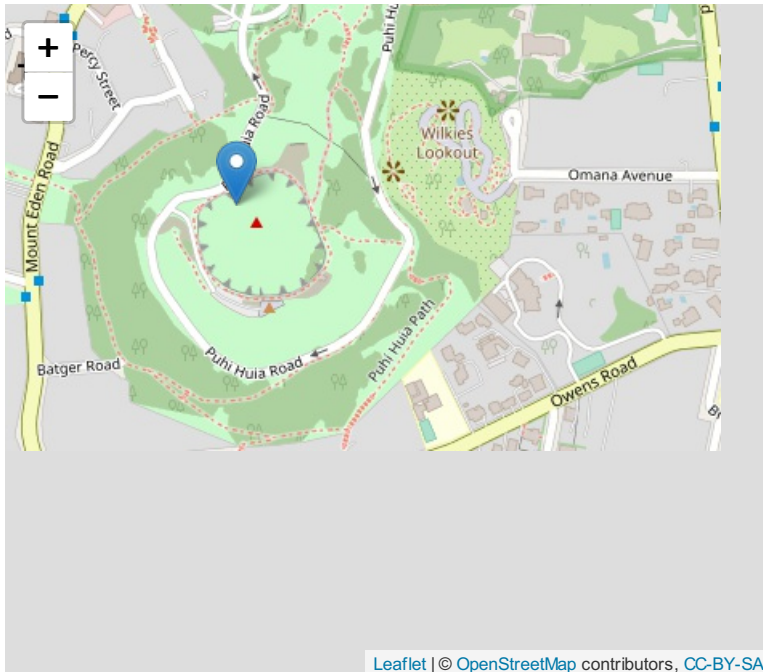 +
−
Percy Street
Puhi Hu
Huia Road
Wilkies
Lookout
Omana Avenue
Mount Eden Road
Puhi Huia Path
Batger Road
Puhi Huia Road
Owens Road
Leaflet | © OpenStreetMap contributors, CC-BY-SA